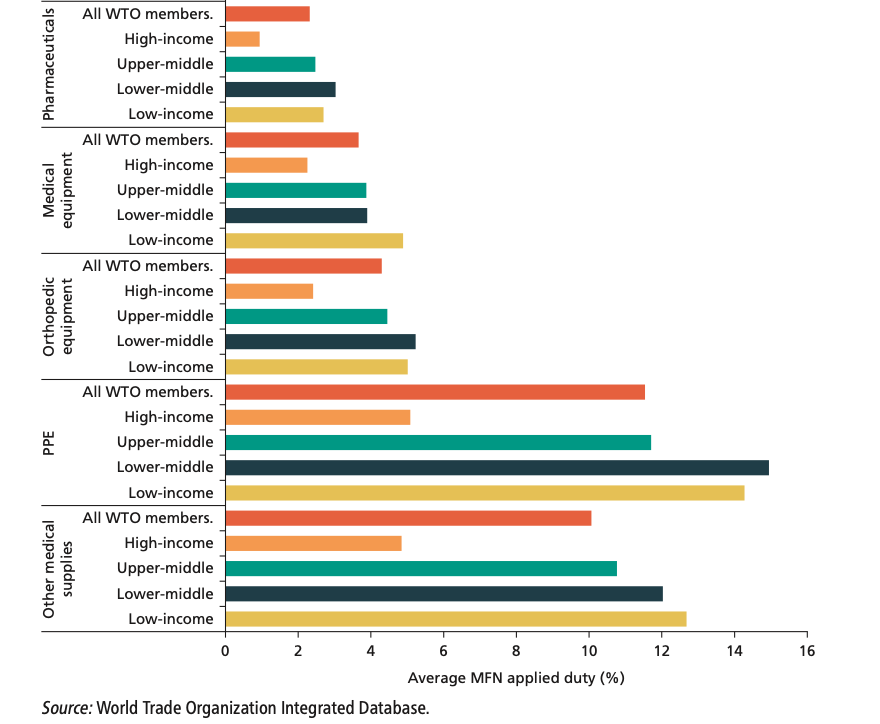 Pharmaceuticals
All WTO members.
High-income
Upper-middle
Lower-middle
Low-income
Medical
equipment
All WTO members.
High-income
Upper-middle
Lower-middle
Low-income
Orthopedic
equipment
All WTO members.
High-income
Upper-middle
Lower-middle
Low-income
PPE
All WTO members.
High-income
Upper-middle
Lower-middle
Low-income
Other medical
supplies
All WTO members.
High-income
Upper-middle
Lower-middle
Low-income
0 2 4 6 8 10 12 14 16
Average MFN applied duty (%)
Source: World Trade Organization Integrated Database.